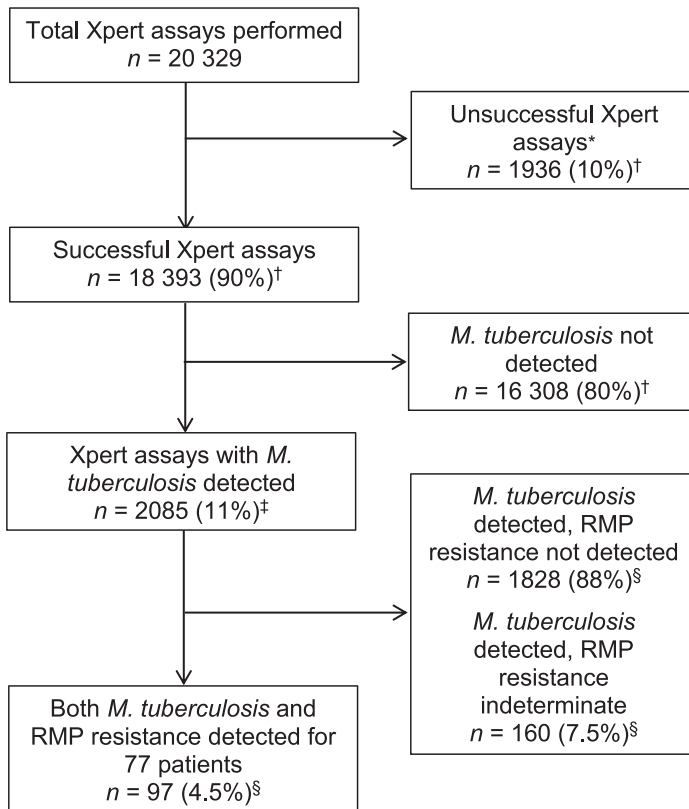 Total Xpert assays performed
n = 20 329
Unsuccessful Xpert
assays*
n = 1936 (10%)†
Successful Xpert assays
n = 18 393 (90%)†
M. tuberculosis not
detected
n = 16 308 (80%)†
Xpert assays with M.
tuberculosis detected
n = 2085 (11%)‡
M. tuberculosis
detected, RMP
resistance not detected
n = 1828 (88%)§
M. tuberculosis
detected, RMP
resistance
indeterminate
n = 160 (7.5%)§
Both M. tuberculosis and
RMP resistance detected for
77 patients
n = 97 (4.5%)§